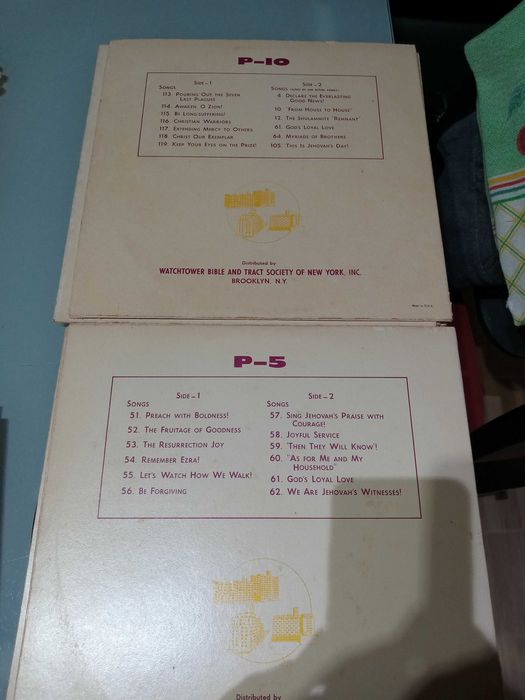 P-10
Side-1
Songs
113. Pouring Out the Seven
Last Plagues
114. Awaken O Zion!
115. Be Long-suffering!
116. Christian Warriors
117. Extending Mercy to Others
118. Christ Our Exemplar
119. Keep Your Eyes on the Prize!
Side-2
Songs
4. Declare the Everlasting
Good News!
10. "From House to House"
12. The Shulammite "Remnant"
61. God's Loyal Love
64. Myriads of Brothers
105. This Is Jehovah's Day!
Distributed by
WATCHTOWER BIBLE AND TRACT SOCIETY OF NEW YORK, INC.
BROOKLYN, N.Y.
P-5
Side-1
Songs
51. Preach with Boldness!
52. The Fruitage of Goodness
53. The Resurrection Joy
54. Remember Ezra!
55. Let's Watch How We Walk!
56. Be Forgiving
Side-2
Songs
57. Sing Jehovah's Praise with
Courage!
58. Joyful Service
59. 'Then They Will Know'!
60. "As for Me and My
Household"
61. God's Loyal Love
62. We Are Jehovah's Witnesses!
Distributed by